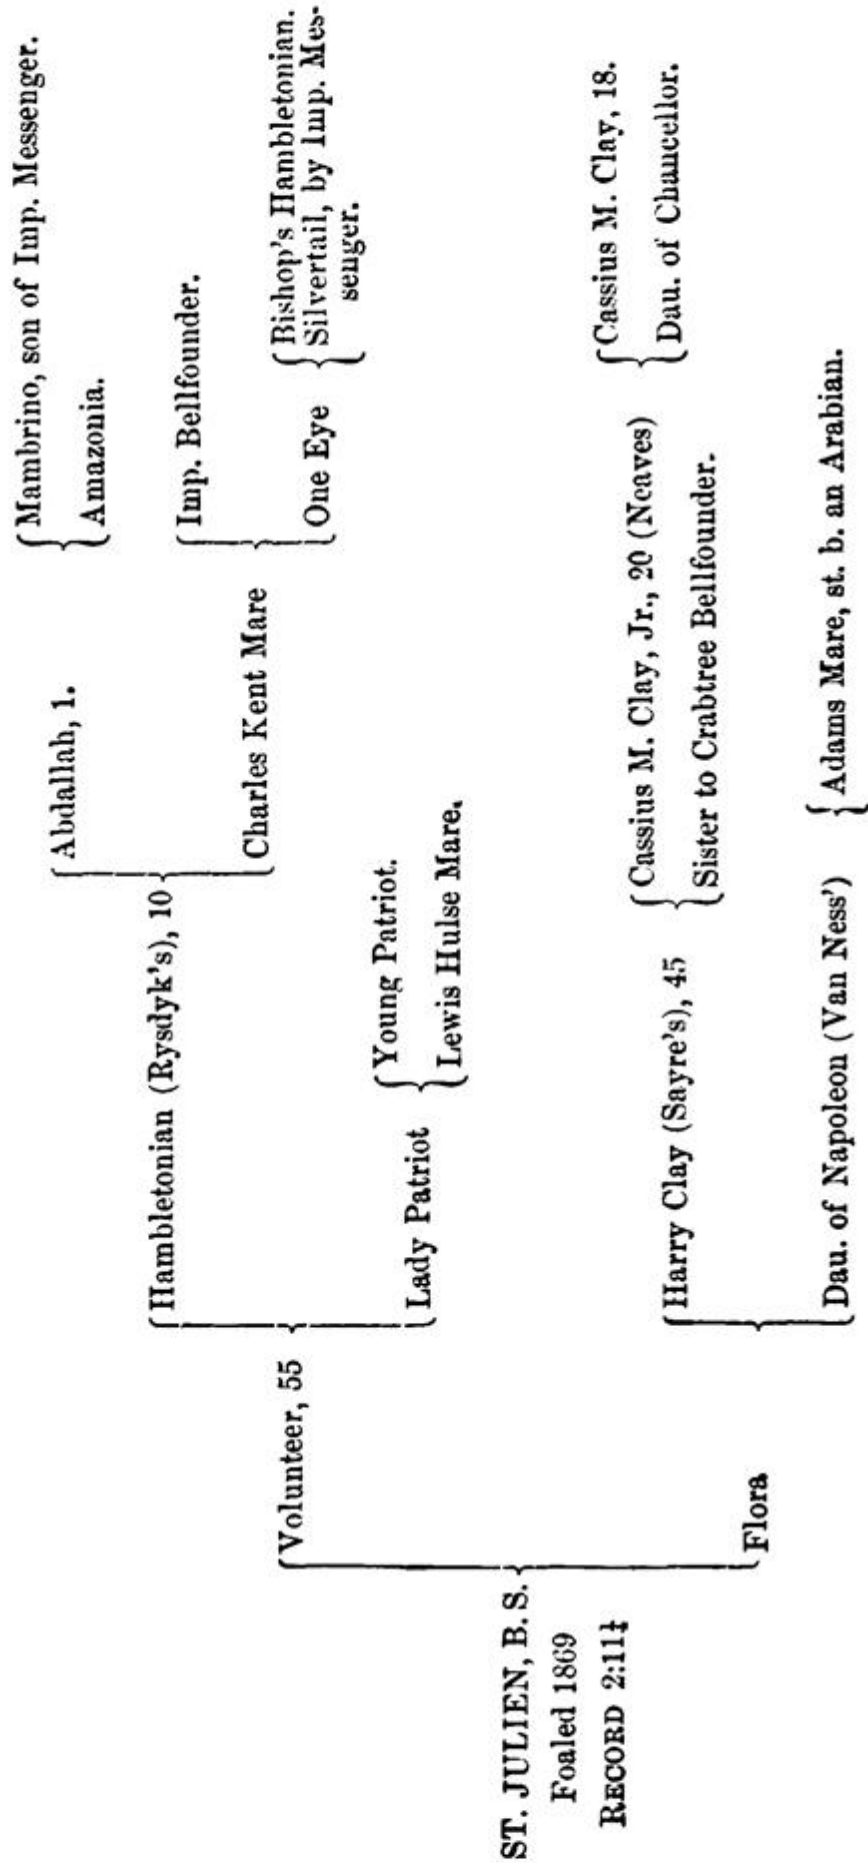 ST. JULIEN, B.S.
Foaled 1869
RECORD 2:11¼
Volunteer, 55
Hambletonian (Rysdyk's), 10
Abdallah, 1.
Mambrino, son of Imp. Messenger.
Amazonia.
Charles Kent Mare
Imp. Bellfounder.
One Eye
Bishop's Hambletonian.
Silvertail, by Imp. Mes-
senger.
Lady Patriot
Young Patriot.
Lewis Hulse Mare.
Flora
Harry Clay (Sayre's), 45
Cassius M. Clay, Jr., 20 (Neaves)
Cassius M. Clay, 18.
Dau. of Chancellor.
Sister to Crabtree Bellfounder.
Dau. of Napoleon (Van Ness')
Adams Mare, st. b. an Arabian.